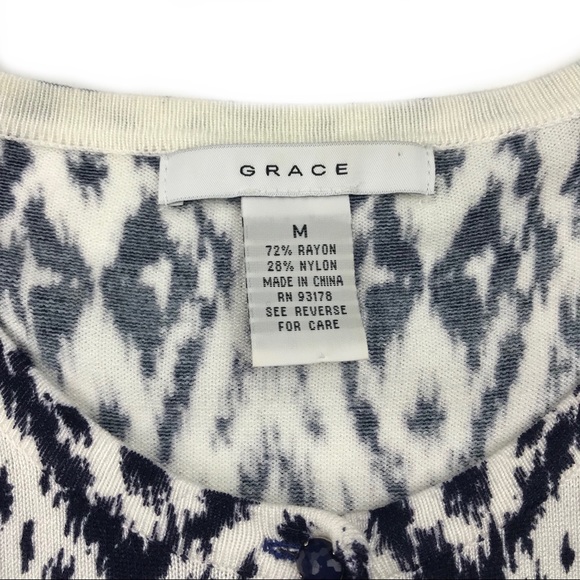 GRACE
M
72% RAYON
28% NYLON
MADE IN CHINA
RN 93178
SEE REVERSE
FOR CARE